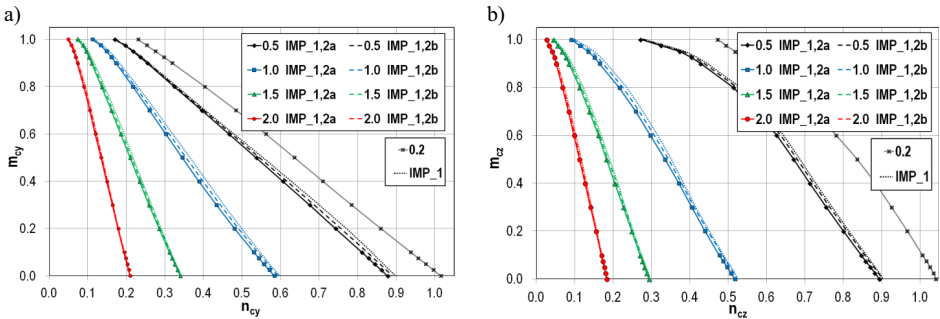 a)
1.2
1.0
0.8
0.6
0.4
0.2
0.0
m_cy
0.0 0.1 0.2 0.3 0.4 0.5 0.6 0.7 0.8 0.9 1.0
n_cy
0.5 IMP_1,2a 0.5 IMP_1,2b
1.0 IMP_1,2a 1.0 IMP_1,2b
1.5 IMP_1,2a 1.5 IMP_1,2b
2.0 IMP_1,2a 2.0 IMP_1,2b
0.2
IMP_1
b)
1.2
1.0
0.8
0.6
0.4
0.2
0.0
m_cz
0.0 0.1 0.2 0.3 0.4 0.5 0.6 0.7 0.8 0.9 1.0
n_cz
0.5 IMP_1,2a 0.5 IMP_1,2b
1.0 IMP_1,2a 1.0 IMP_1,2b
1.5 IMP_1,2a 1.5 IMP_1,2b
2.0 IMP_1,2a 2.0 IMP_1,2b
0.2
IMP_1